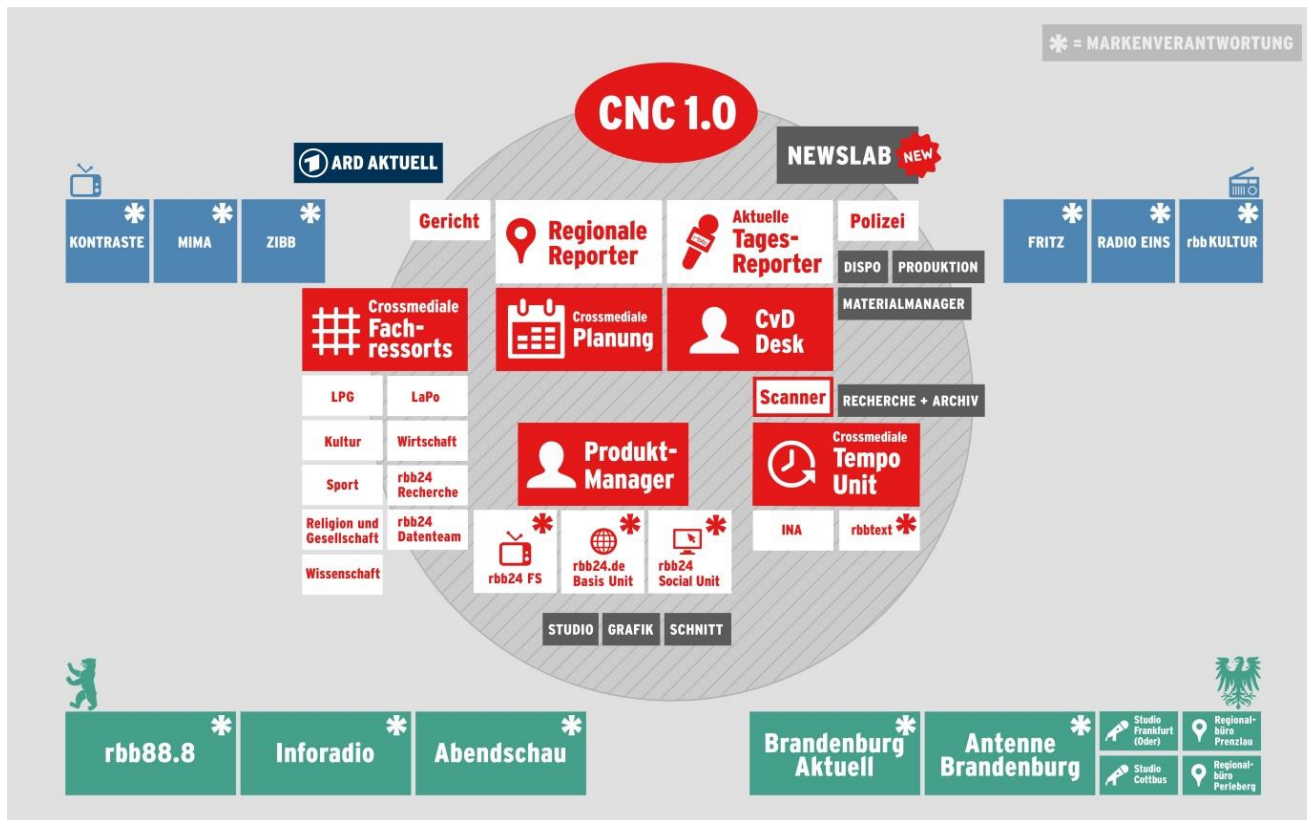 * = MARKENVERANTWORTUNG
CNC 1.0
1 ARD AKTUELL
NEWSLAB
NEW
KONTRASTE
MIMA
ZIBB
Gericht
Regionale
Reporter
rbb
Aktuelle
Tages-
Reporter
Polizei
DISPO
PRODUKTION
MATERIALMANAGER
FRITZ
RADIO EINS
rbb KULTUR
Crossmediale
Fach-
ressorts
Crossmediale
Planung
CvD
Desk
LPG
LaPo
Kultur
Wirtschaft
Sport
rbb24
Recherche
Religion und
Gesellschaft
rbb24
Datenteam
Wissenschaft
Scanner
RECHERCHE + ARCHIV
Produkt-
Manager
Crossmediale
Tempo
Unit
rbb24 FS
rbb24.de
Basis Unit
rbb24
Social Unit
INA
rbbtext
STUDIO
GRAFIK
SCHNITT
rbb88.8
Inforadio
Abendschau
Brandenburg
Aktuell
Antenne
Brandenburg
Studio
Frankfurt
(Oder)
Regional-
büro
Prenzlau
Studio
Cottbus
Regional-
büro
Perleberg